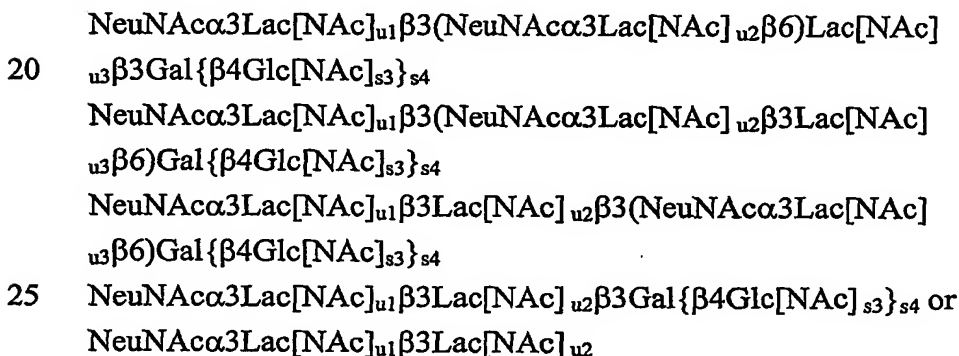 NeuNAcα3Lac[NAc]u1β3(NeuNAcα3Lac[NAc] u2β6)Lac[NAc]
20 u3β3Gal{β4Glc[NAc]s3}s4
NeuNAcα3Lac[NAc]u1β3(NeuNAcα3Lac[NAc] u2β3Lac[NAc]
u3β6)Gal{β4Glc[NAc]s3}s4
NeuNAcα3Lac[NAc]u1β3Lac[NAc] u2β3(NeuNAcα3Lac[NAc]
u3β6)Gal{β4Glc[NAc]s3}s4
25 NeuNAcα3Lac[NAc]u1β3Lac[NAc] u2β3Gal{β4Glc[NAc] s3}s4 or
NeuNAcα3Lac[NAc]u1β3Lac[NAc] u2